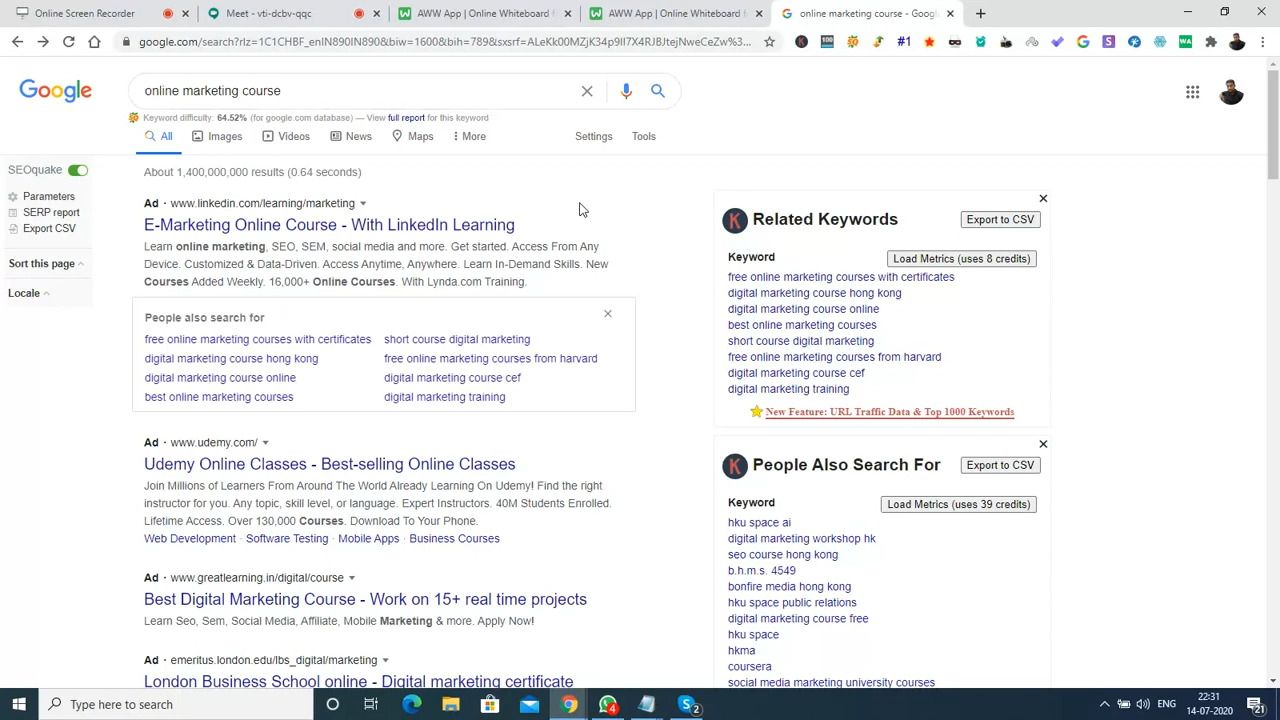 Online Screen Recorder
Meet - vti-dcbv-qqc
AWW App | Online Whiteboard f
AWW App | Online Whiteboard f
online marketing course - Googl
google.com/search?rlz=1C1CHBF_enIN890IN890&biw=1600&bih=789&sxsrf=ALeKk00MZjK34p9II7X4RJBJtejNweCeZw%3...
100
#1
S
WA
Google
online marketing course
Keyword difficulty: 64.52% (for google.com database) — View full report for this keyword
All
Images
Videos
News
Maps
More
Settings
Tools
SEOquake
Parameters
SERP report
Export CSV
Sort this page
Locale
About 1,400,000,000 results (0.64 seconds)
Ad · www.linkedin.com/learning/marketing
E-Marketing Online Course - With LinkedIn Learning
Learn online marketing, SEO, SEM, social media and more. Get started. Access From Any
Device. Customized & Data-Driven. Access Anytime, Anywhere. Learn In-Demand Skills. New
Courses Added Weekly. 16,000+ Online Courses. With Lynda.com Training.
People also search for
free online marketing courses with certificates
short course digital marketing
digital marketing course hong kong
free online marketing courses from harvard
digital marketing course online
digital marketing course cef
best online marketing courses
digital marketing training
Ad · www.udemy.com/
Udemy Online Classes - Best-selling Online Classes
Join Millions of Learners From Around The World Already Learning On Udemy! Find the right
instructor for you. Any topic, skill level, or language. Expert Instructors. 40M Students Enrolled.
Lifetime Access. Over 130,000 Courses. Download To Your Phone.
Web Development · Software Testing · Mobile Apps · Business Courses
Ad · www.greatlearning.in/digital/course
Best Digital Marketing Course - Work on 15+ real time projects
Learn Seo, Sem, Social Media, Affiliate, Mobile Marketing & more. Apply Now!
Ad · emeritus.london.edu/lbs_digital/marketing
London Business School online - Digital marketing certificate
K Related Keywords
Export to CSV
Keyword
Load Metrics (uses 8 credits)
free online marketing courses with certificates
digital marketing course hong kong
digital marketing course online
best online marketing courses
short course digital marketing
free online marketing courses from harvard
digital marketing course cef
digital marketing training
New Feature: URL Traffic Data & Top 1000 Keywords
K People Also Search For
Export to CSV
Keyword
Load Metrics (uses 39 credits)
hku space ai
digital marketing workshop hk
seo course hong kong
b.h.m.s. 4549
bonfire media hong kong
hku space public relations
digital marketing course free
hku space
hkma
coursera
social media marketing university courses
Type here to search
4
2
ENG
22:31
14-07-2020
21